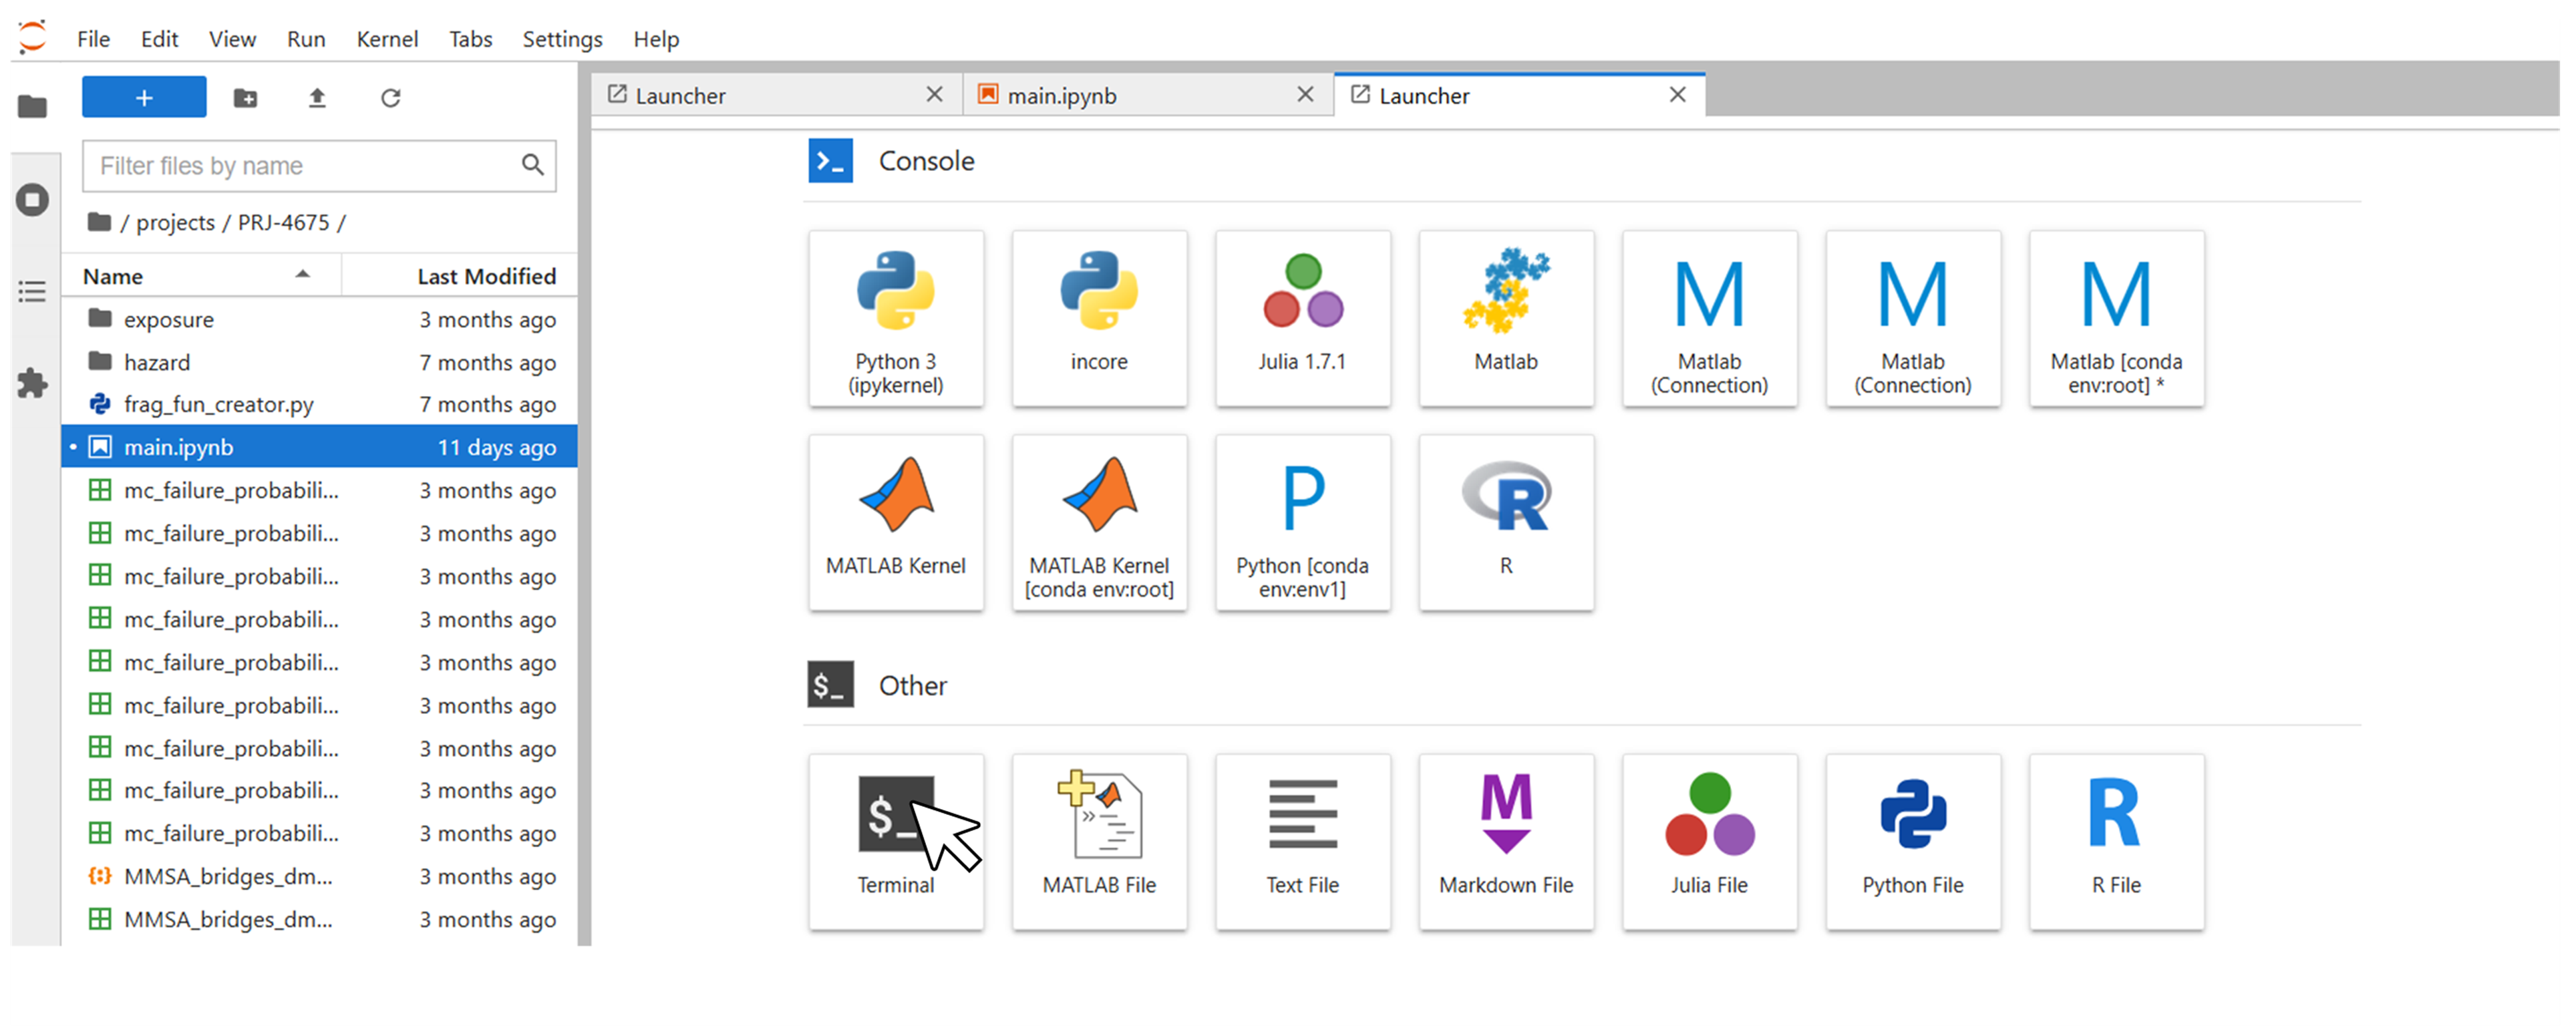 File Edit View Run Kernel Tabs Settings Help
+
Filter files by name
/ projects / PRJ-4675 /
Name Last Modified
exposure 3 months ago
hazard 7 months ago
frag_fun_creator.py 7 months ago
main.ipynb 11 days ago
mc_failure_probabili... 3 months ago
mc_failure_probabili... 3 months ago
mc_failure_probabili... 3 months ago
mc_failure_probabili... 3 months ago
mc_failure_probabili... 3 months ago
mc_failure_probabili... 3 months ago
mc_failure_probabili... 3 months ago
mc_failure_probabili... 3 months ago
mc_failure_probabili... 3 months ago
MMSA_bridges_dm... 3 months ago
MMSA_bridges_dm... 3 months ago
Launcher main.ipynb Launcher
Console
Python 3
(ipykernel)
incore
Julia 1.7.1
Matlab
M
Matlab
(Connection)
M
Matlab
(Connection)
M
Matlab [conda
env:root] *
MATLAB Kernel
MATLAB Kernel
[conda env:root]
P
Python [conda
env:env1]
R
R
$_ Other
$_
Terminal
MATLAB File
Text File
M
Markdown File
Julia File
Python File
R
R File